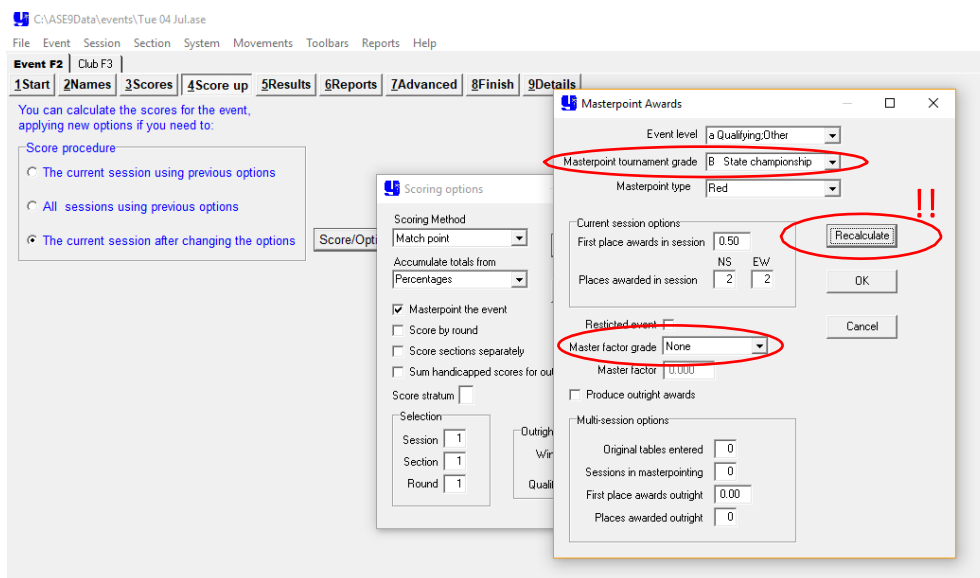 C:\ASE9Data\events\Tue 04 Jul.ase
File Event Session Section System Movements Toolbars Reports Help
Event F2 Club F3
1Start 2Names 3Scores 4Score up 5Results 6Reports 7Advanced 8Finish 9Details
You can calculate the scores for the event,
applying new options if you need to:
Score procedure
The current session using previous options
All sessions using previous options
The current session after changing the options
Score/Opti
Scoring options
Scoring Method
Match point
Accumulate totals from
Percentages
Masterpoint the event
Score by round
Score sections separately
Sum handicapped scores for out
Score stratum
Selection
Session 1
Section 1
Round 1
Outrigh
Wir
Qualif
Masterpoint Awards
Event level a Qualifying;Other
Masterpoint tournament grade B State championship
Masterpoint type Red
!!
Current session options
First place awards in session 0.50
NS EW
Places awarded in session 2 2
Recalculate
OK
Cancel
Resticted event
Master factor grade None
Master factor 0.000
Produce outright awards
Multi-session options
Original tables entered 0
Sessions in masterpointing 0
First place awards outright 0.00
Places awarded outright 0